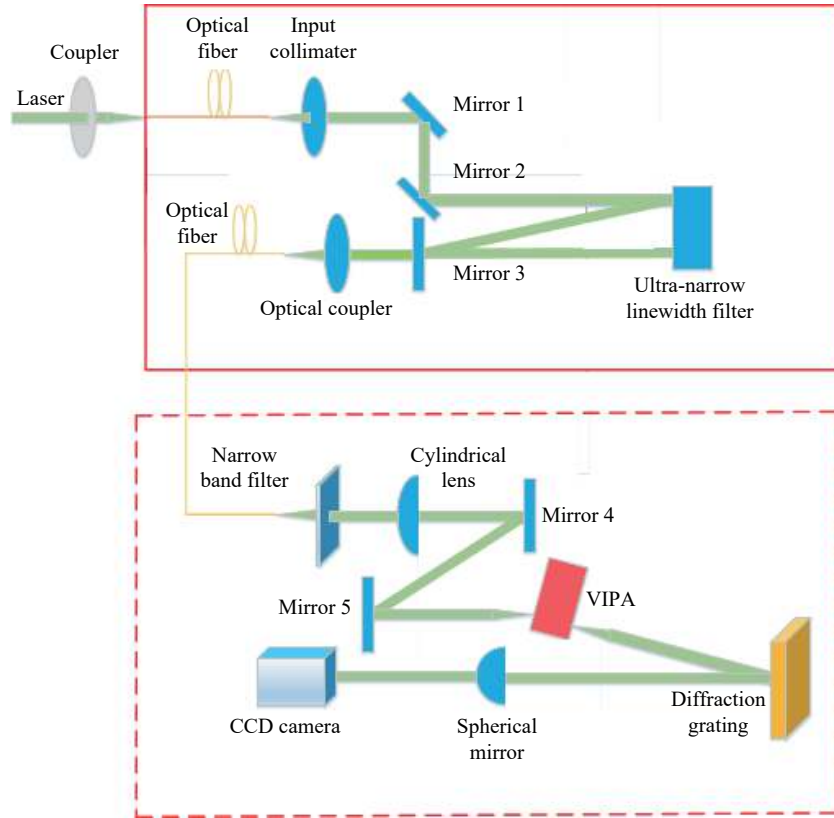 Coupler
Laser
Optical
fiber
Input
collimater
Mirror 1
Mirror 2
Optical
fiber
Optical coupler
Mirror 3
Ultra-narrow
linewidth filter
Narrow
band filter
Cylindrical
lens
Mirror 4
Mirror 5
VIPA
CCD camera
Spherical
mirror
Diffraction
grating